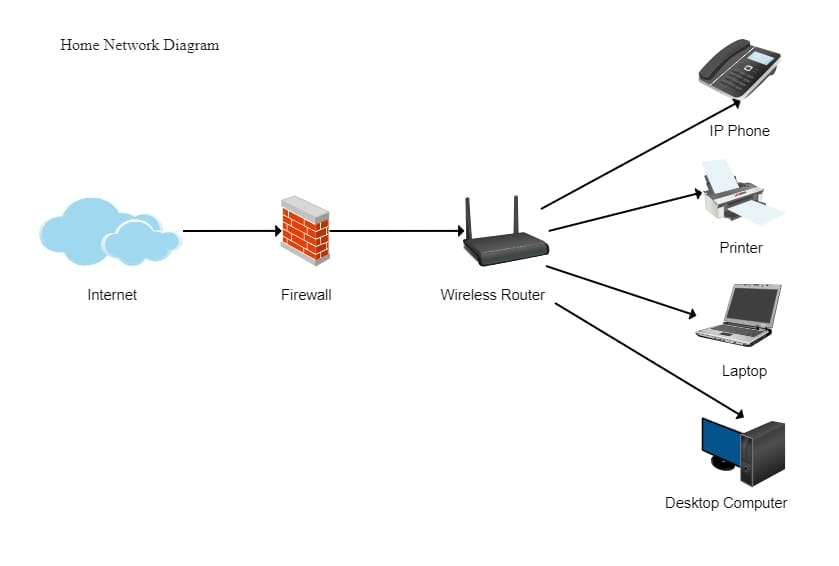 Home Network Diagram
IP Phone
Printer
Internet
Firewall
Wireless Router
Laptop
Desktop Computer